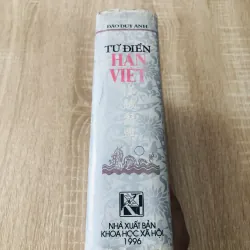 ĐÀO DUY ANH
TỪ ĐIỂN
HÁN
VIỆT
NHÀ XUẤT BẢN
KHOA HỌC XÃ HỘI
1996